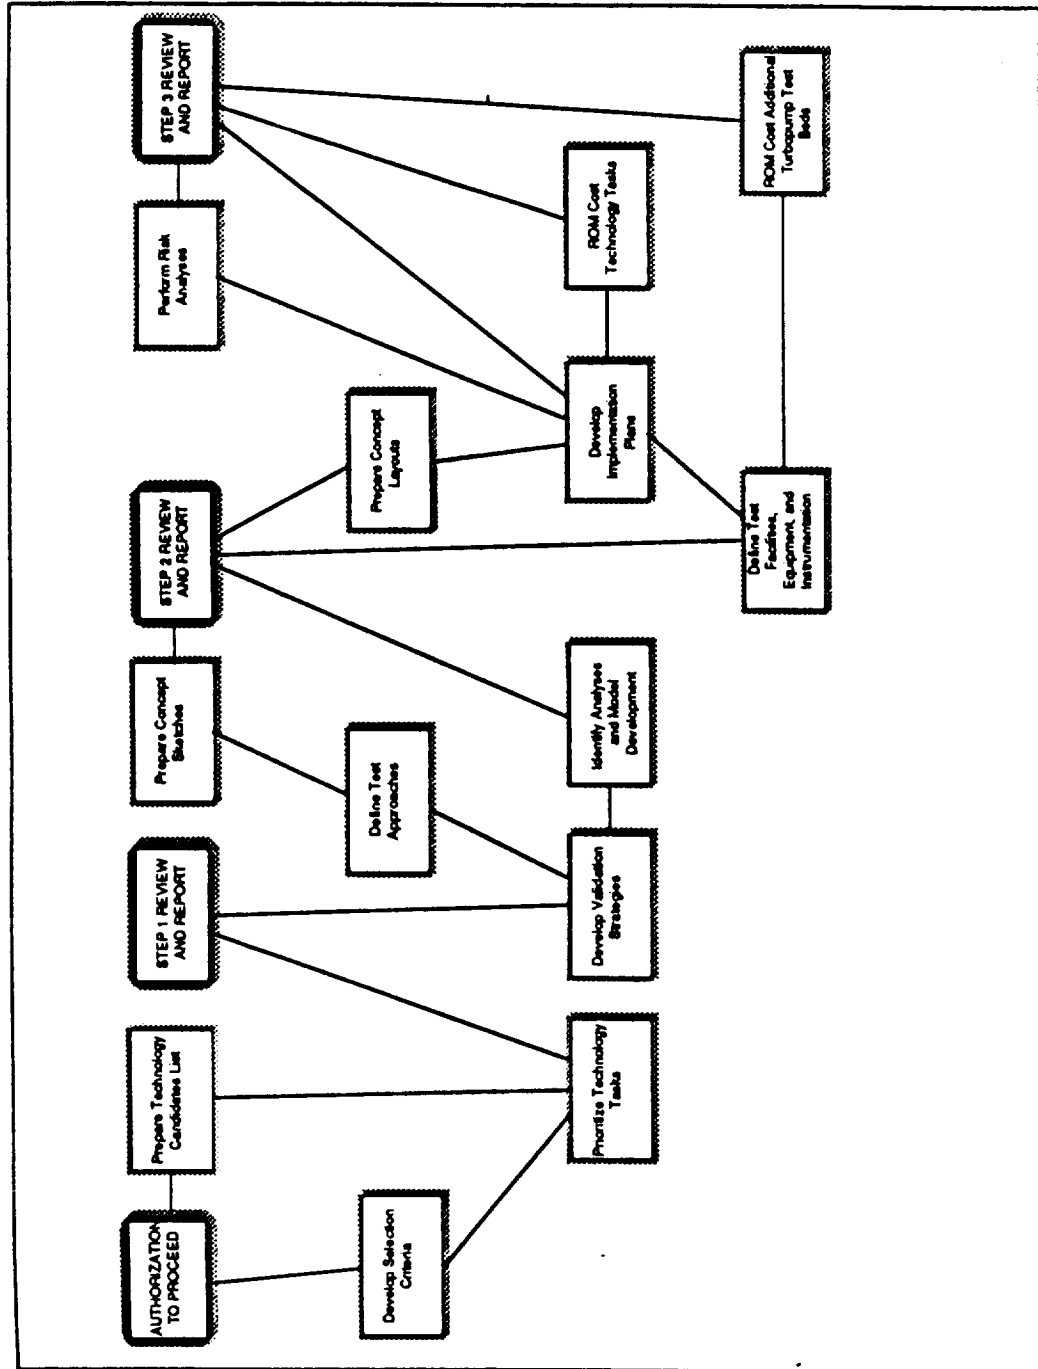 AUTHORIZATION
TO PROCEED
Prepare Technology
Candidates List
STEP 1 REVIEW
AND REPORT
Prepare Concept
Sketches
STEP 2 REVIEW
AND REPORT
Perform Risk
Analyses
STEP 3 REVIEW
AND REPORT
Develop Selection
Criteria
Define Test
Approaches
Prepare Concept
Layouts
Prioritize Technology
Tasks
Develop Validation
Strategies
Identify Analyses
and Model
Development
Develop
Implementation
Plans
ROM Cost
Technology Tasks
Define Test
Facilities,
Equipment, and
Instrumentation
ROM Cost Additional
Turbopump Test
Beds